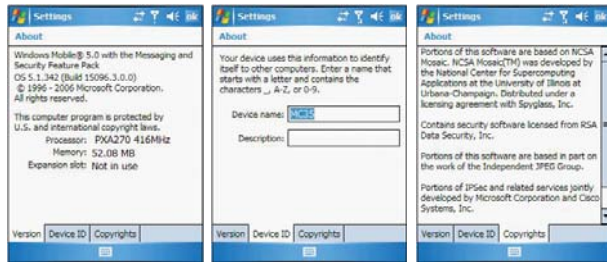 Settings
ok
About
Windows Mobile® 5.0 with the Messaging and
Security Feature Pack
OS 5.1.342 (Build 15096.3.0.0)
© 1996 - 2006 Microsoft Corporation.
All rights reserved.
This computer program is protected by
U.S. and international copyright laws.
Processor: PXA270 416MHz
Memory: 52.08 MB
Expansion slot: Not in use
Version Device ID Copyrights
Settings
ok
About
Your device uses this information to identify
itself to other computers. Enter a name that
starts with a letter and contains the
characters _, A-Z, or 0-9.
Device name: MC35
Description:
Version Device ID Copyrights
Settings
ok
About
Portions of this software are based on NCSA
Mosaic. NCSA Mosaic(TM) was developed by
the National Center for Supercomputing
Applications at the University of Illinois at
Urbana-Champaign. Distributed under a
licensing agreement with Spyglass, Inc.
Contains security software licensed from RSA
Data Security, Inc.
Portions of this software are based in part on
the work of the Independent JPEG Group.
Portions of IPSec and related services jointly
developed by Microsoft Corporation and Cisco
Systems, Inc.
Version Device ID Copyrights